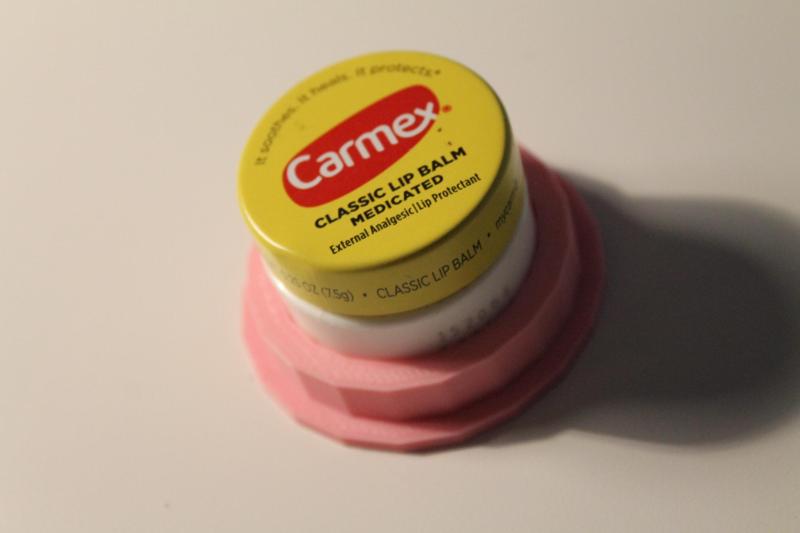 It soothes. It heals. It protects.*
Carmex®
CLASSIC LIP BALM
MEDICATED
External Analgesic | Lip Protectant
OZ (7.5g) • CLASSIC LIP BALM •